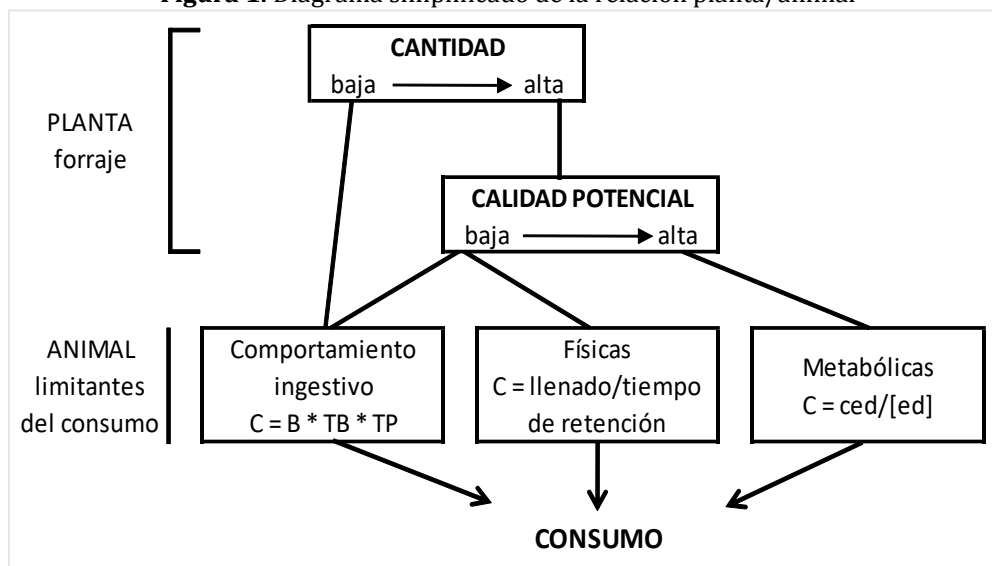 Figura 1. Diagrama simplificado de la relación planta/animal
CANTIDAD
baja alta
PLANTA
forraje
CALIDAD POTENCIAL
baja alta
ANIMAL
limitantes
del consumo
Comportamiento
ingestivo
C = B * TB * TP
Físicas
C = llenado/tiempo
de retención
Metabólicas
C = ced/[ed]
CONSUMO